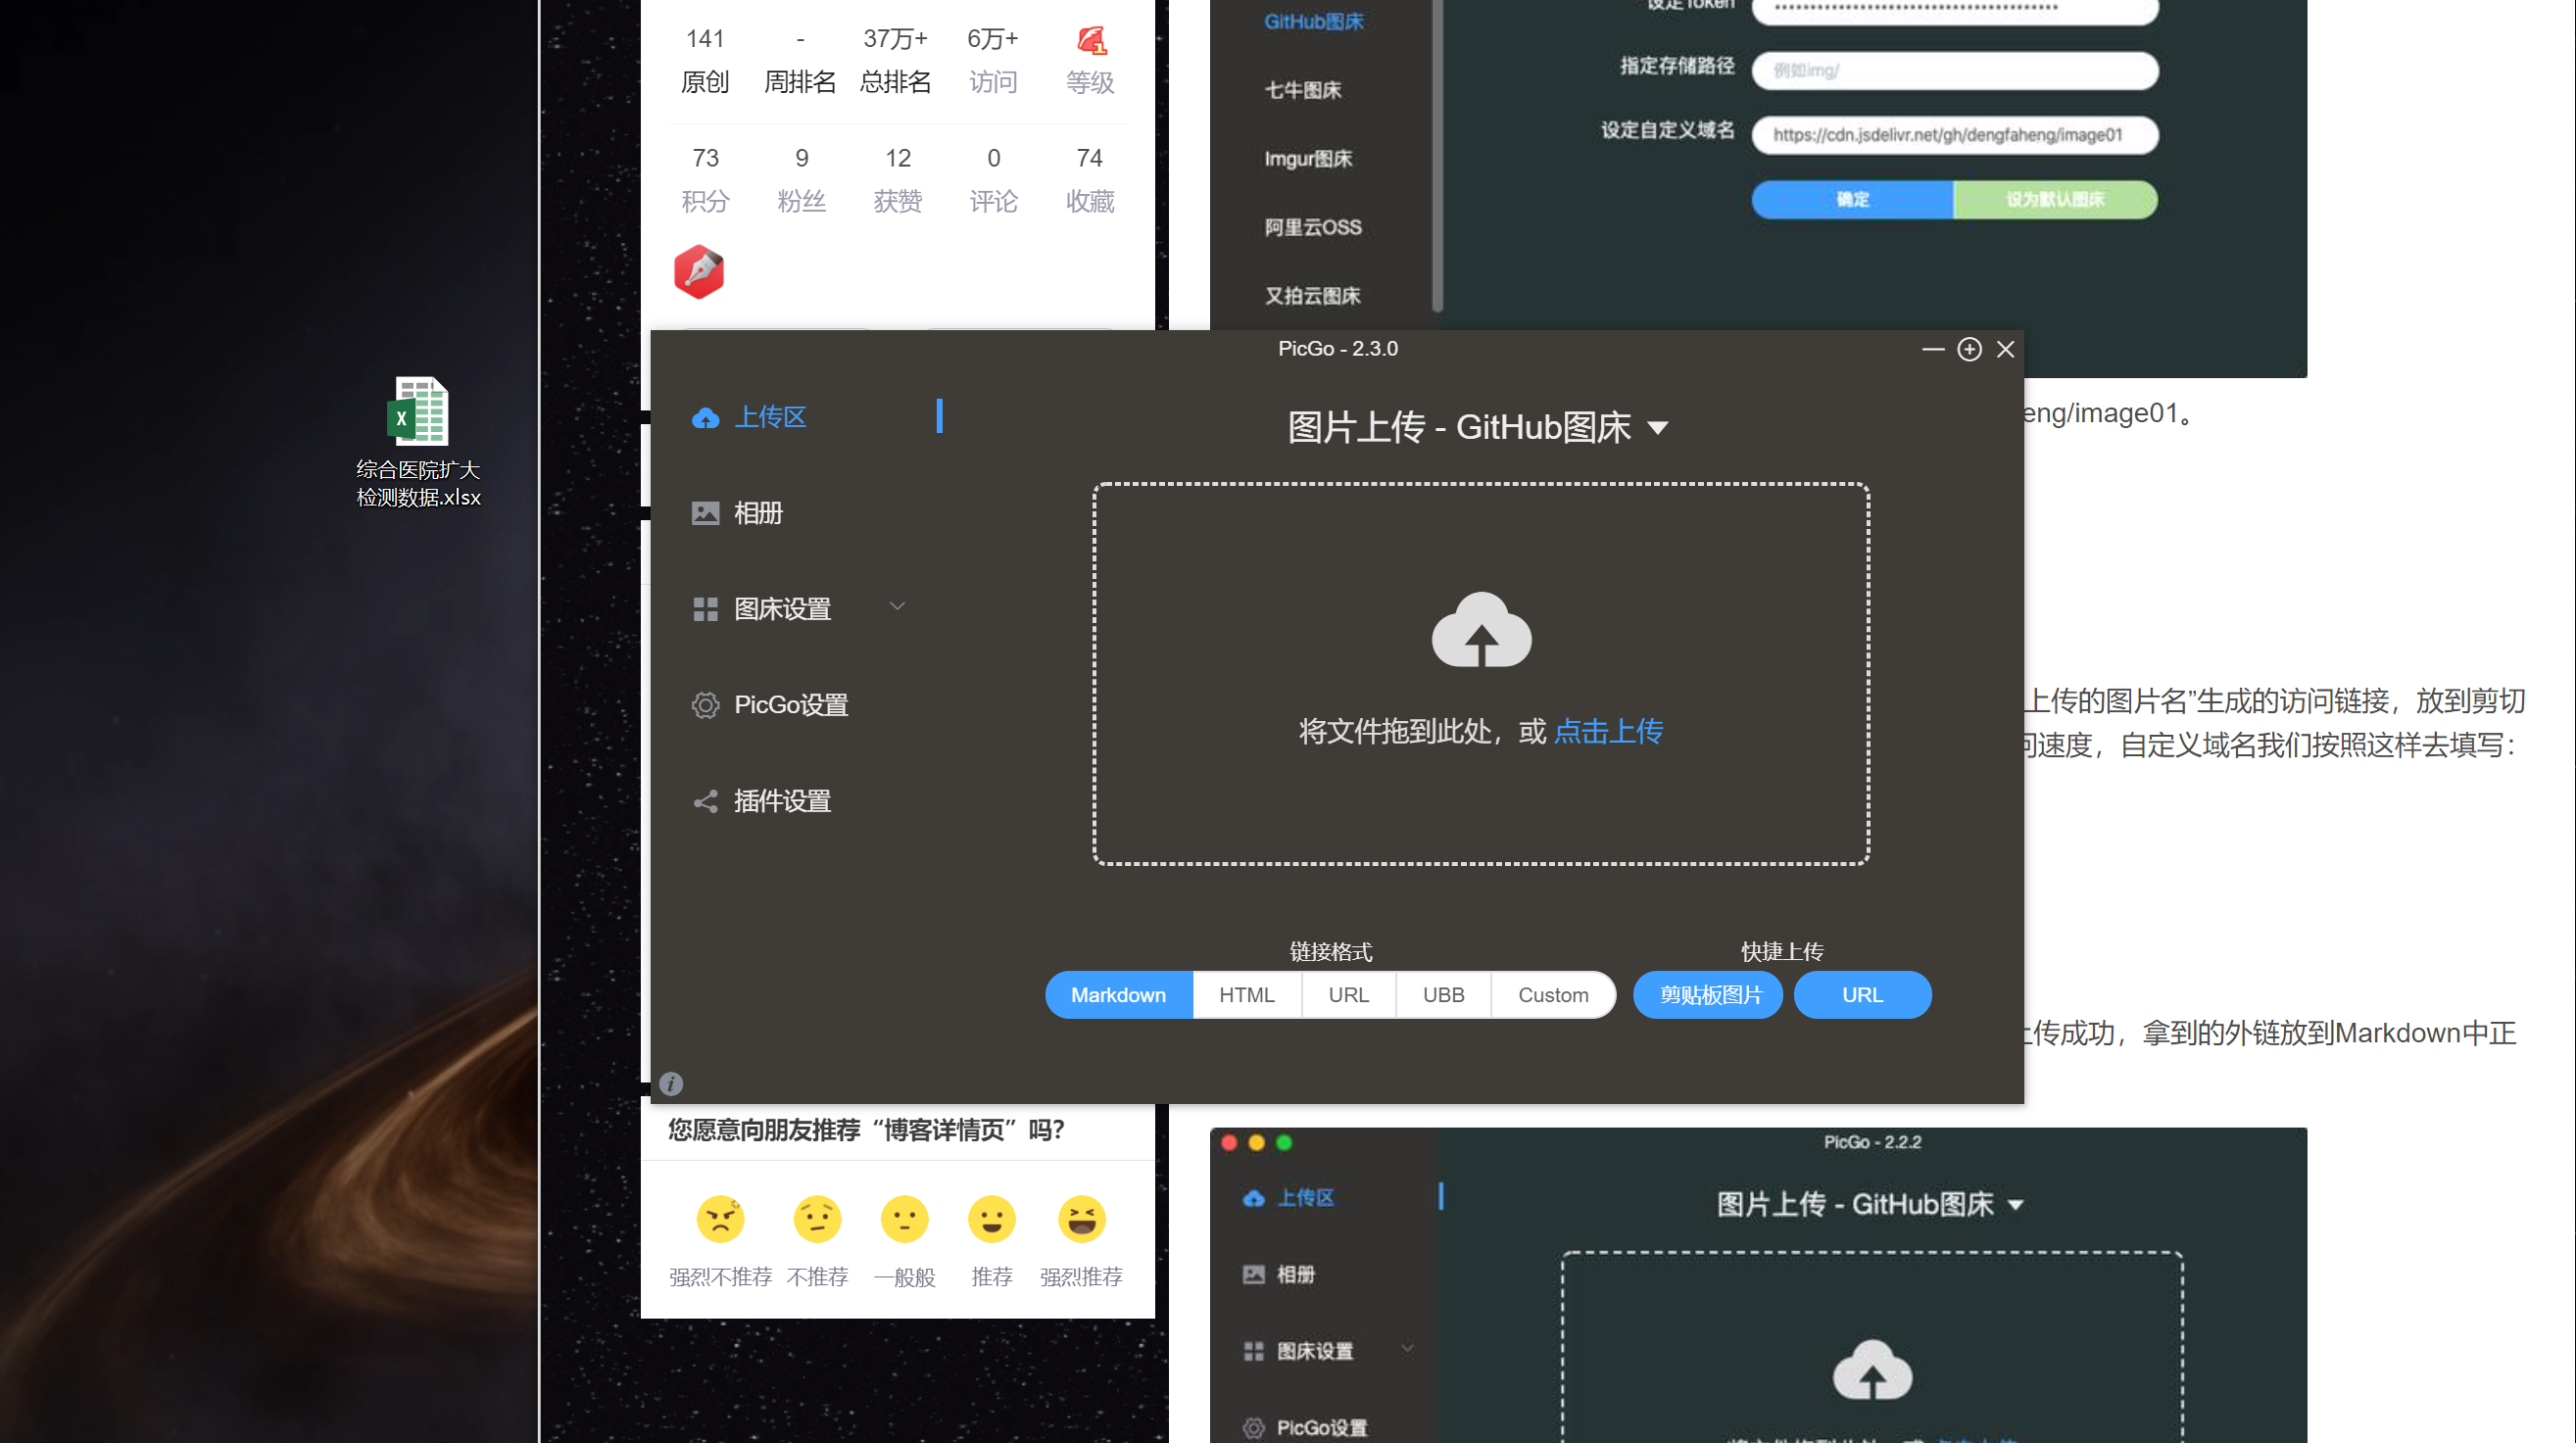 141 - 37万+ 6万+
原创 周排名 总排名 访问 等级
73 9 12 0 74
积分 粉丝 获赞 评论 收藏
GitHub图床
七牛图床
Imgur图床
阿里云OSS
又拍云图床
设定Token
指定存储路径 例如img/
设定自定义域名 https://cdn.jsdelivr.net/gh/dengfaheng/image01
确定 设为默认图床
综合医院扩大
检测数据.xlsx
PicGo - 2.3.0
上传区
相册
图床设置
PicGo设置
插件设置
图片上传 - GitHub图床
将文件拖到此处，或 点击上传
链接格式 快捷上传
Markdown HTML URL UBB Custom 剪贴板图片 URL
eng/image01。
上传的图片名”生成的访问链接，放到剪切
问速度，自定义域名我们按照这样去填写：
上传成功，拿到的外链放到Markdown中正
您愿意向朋友推荐“博客详情页”吗？
强烈不推荐 不推荐 一般般 推荐 强烈推荐
PicGo - 2.2.2
上传区
相册
图床设置
PicGo设置
图片上传 - GitHub图床
将文件拖到此处，或 点击上传